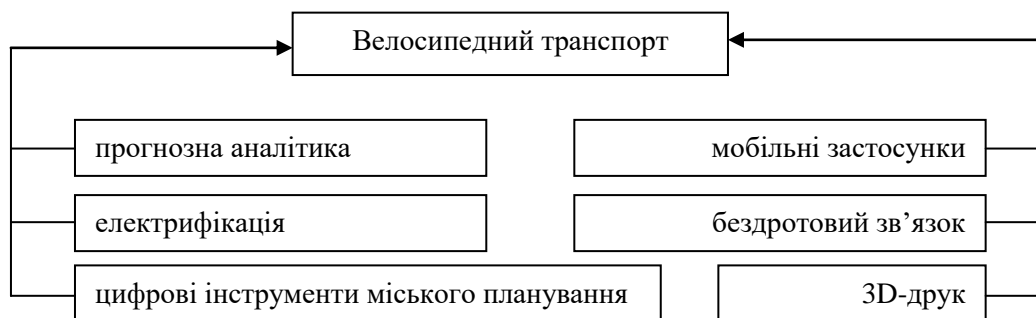 Велосипедний транспорт
прогнозна аналітика
мобільні застосунки
електрифікація
бездротовий зв’язок
цифрові інструменти міського планування
3D-друк